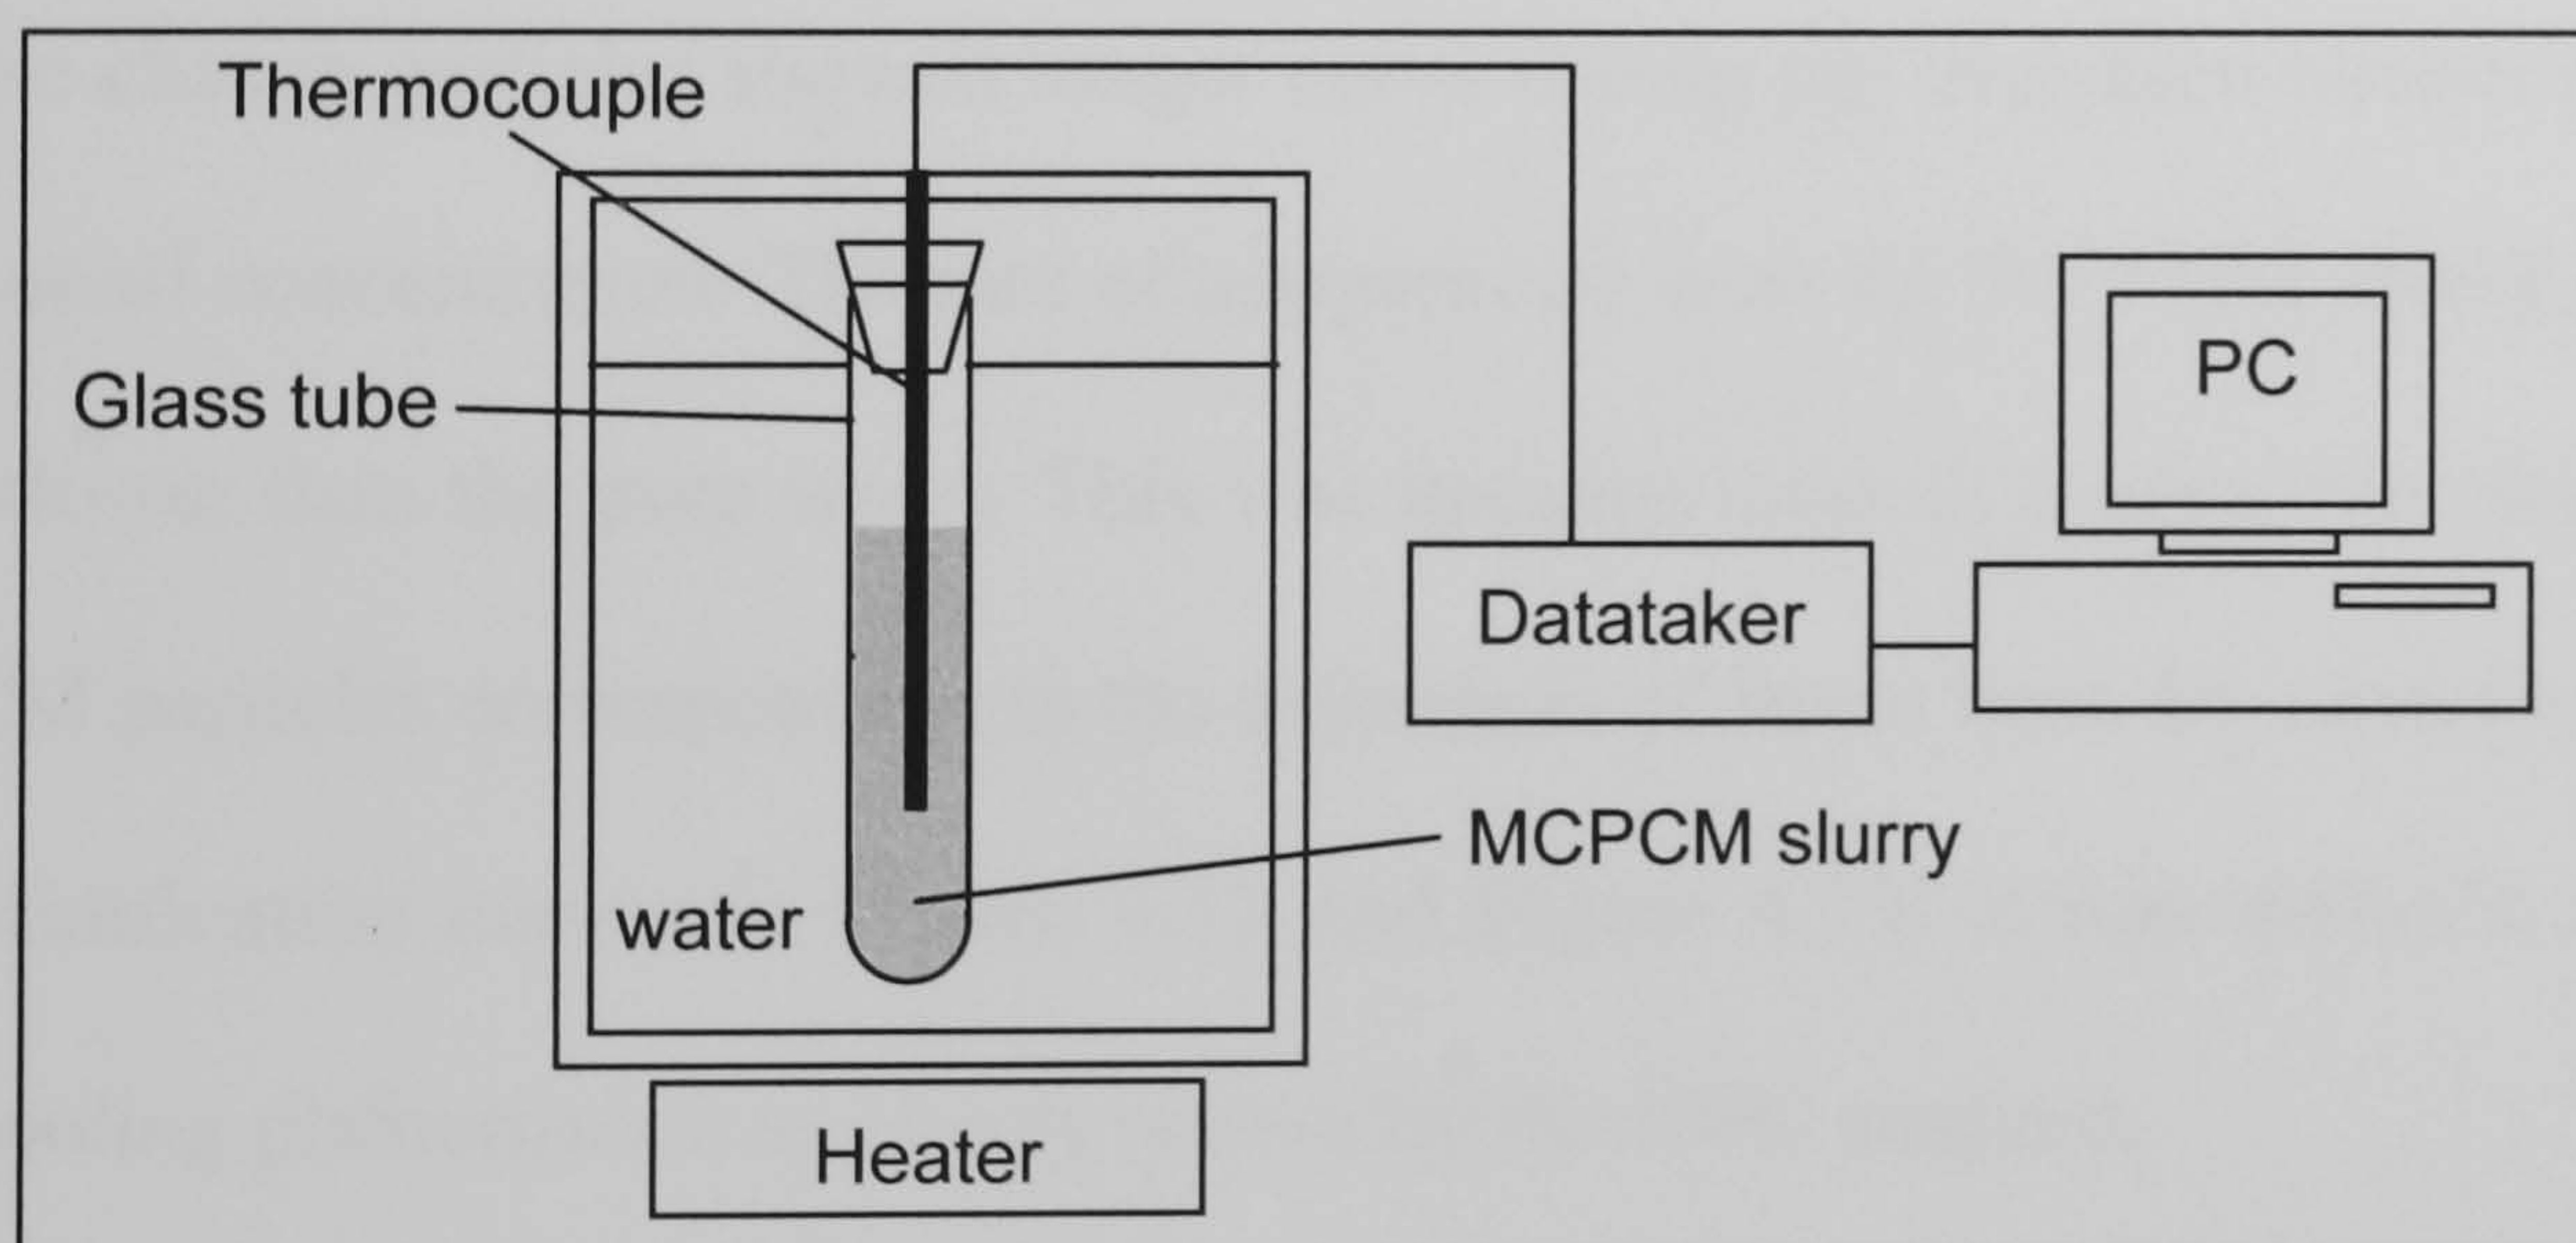 Thermocouple
Glass tube
PC
Datataker
MCPCM slurry
water
Heater